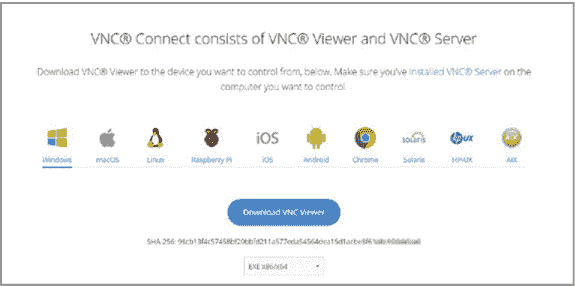 VNC® Connect consists of VNC® Viewer and VNC® Server
Download VNC® Viewer to the device you want to control from, below. Make sure you've installed VNC® Server on the
computer you want to control.
iOS solaris
Windows macOS Linux Raspberry Pi iOS Android Chrome Solaris HP-UX AIX
Download VNC Viewer
SHA-256:
EXE x86/x64